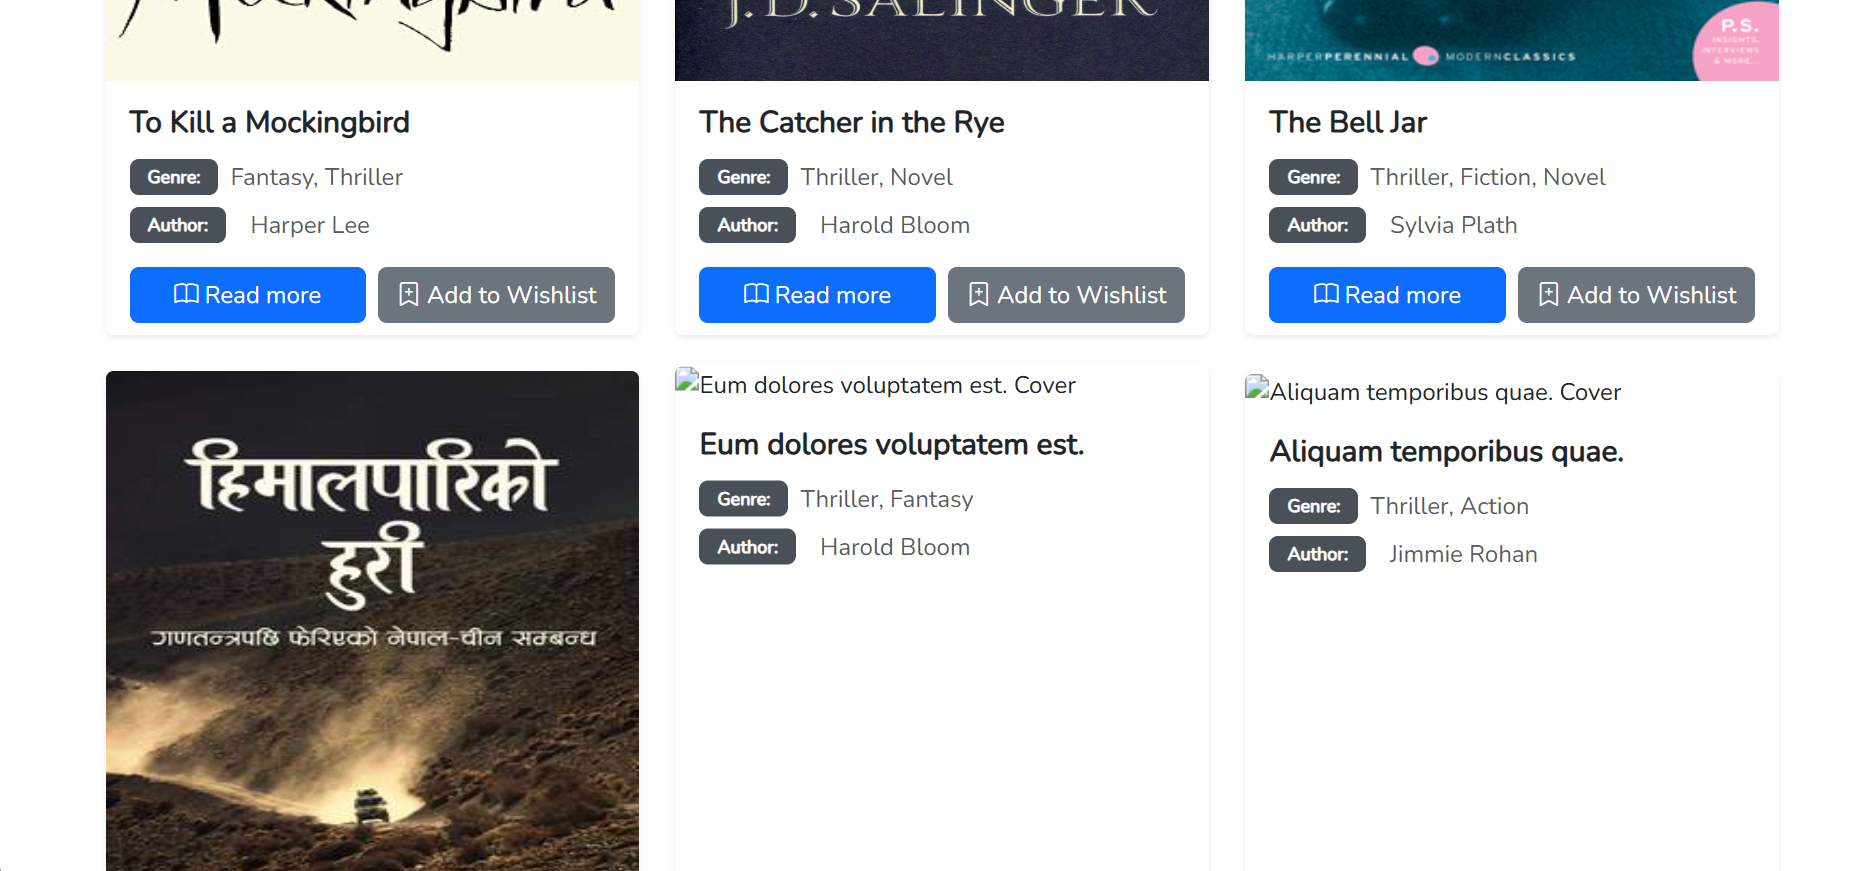 Mockingbird
J.D. SALINGER
P.S.
INSIGHTS,
INTERVIEWS
& MORE...
HARPERPERENNIAL MODERNCLASSICS
To Kill a Mockingbird
Genre: Fantasy, Thriller
Author: Harper Lee
Read more Add to Wishlist
The Catcher in the Rye
Genre: Thriller, Novel
Author: Harold Bloom
Read more Add to Wishlist
The Bell Jar
Genre: Thriller, Fiction, Novel
Author: Sylvia Plath
Read more Add to Wishlist
हिमालपारिको
हुरी
गणतन्त्रपछि फेरिएको नेपाल-चीन सम्बन्ध
Eum dolores voluptatem est. Cover
Eum dolores voluptatem est.
Genre: Thriller, Fantasy
Author: Harold Bloom
Aliquam temporibus quae. Cover
Aliquam temporibus quae.
Genre: Thriller, Action
Author: Jimmie Rohan